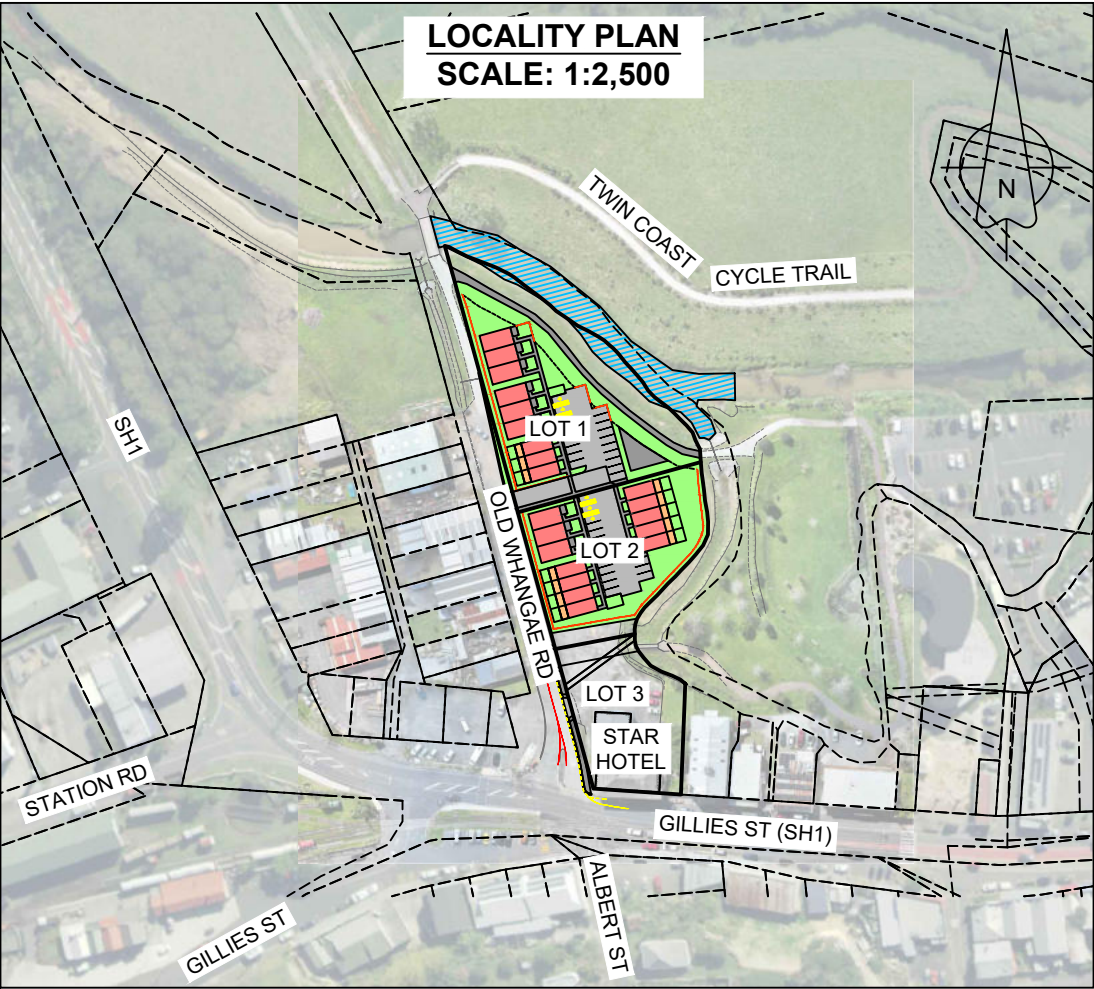 LOCALITY PLAN
SCALE: 1:2,500
N
TWIN COAST
CYCLE TRAIL
SH1
LOT 1
OLD WHANGAE RD
LOT 2
LOT 3
STAR
HOTEL
STATION RD
GILLIES ST (SH1)
ALBERT ST
GILLIES ST